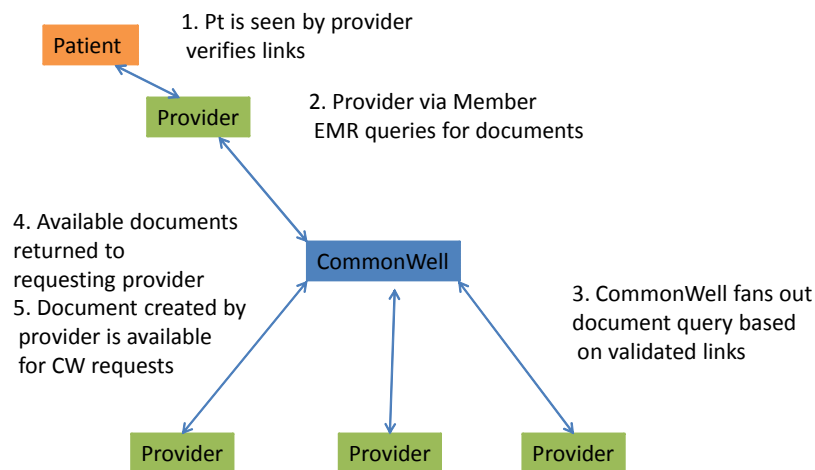 1. Pt is seen by provider
verifies links
Patient
Provider
2. Provider via Member
EMR queries for documents
4. Available documents
returned to
requesting provider
5. Document created by
provider is available
for CW requests
CommonWell
3. CommonWell fans out
document query based
on validated links
Provider
Provider
Provider